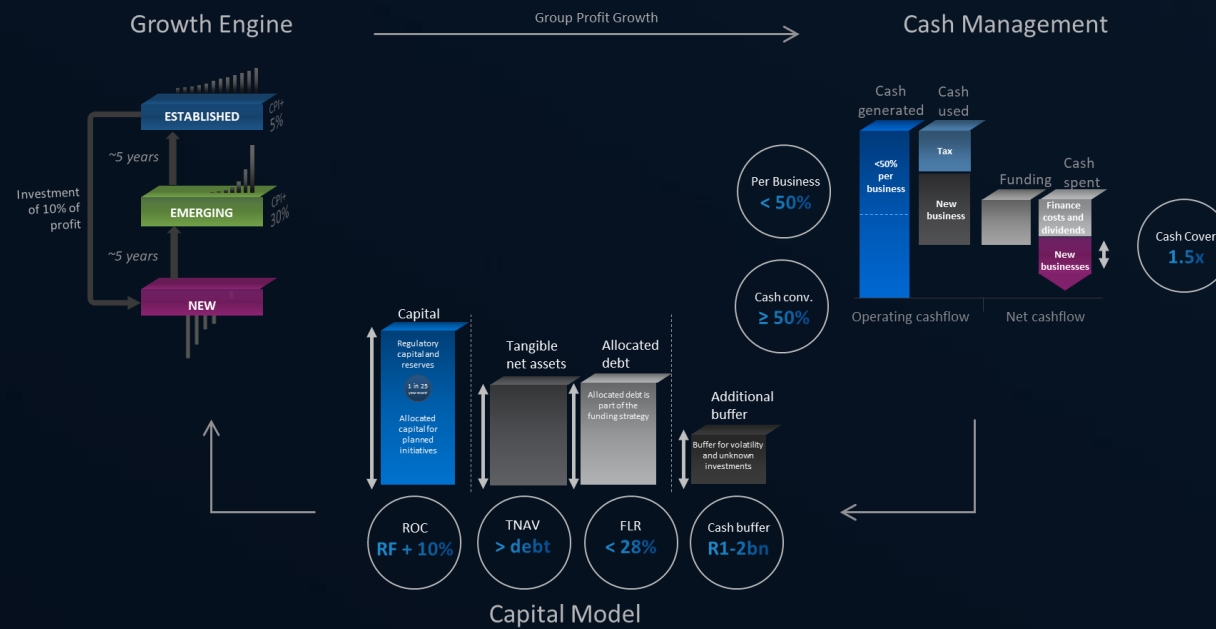 Growth Engine
Group Profit Growth
Cash Management
ESTABLISHED
CPI+
5%
~5 years
EMERGING
CPI+
30%
Investment
of 10% of
profit
~5 years
NEW
Per Business
< 50%
Cash conv.
≥ 50%
Cash
generated
Cash
used
<50%
per
business
Tax
New
business
Funding
Cash
spent
Finance
costs and
dividends
New
businesses
Cash Cover
1.5x
Operating cashflow
Net cashflow
Capital
Regulatory
capital and
reserves
1 in 25
year event
Allocated
capital for
planned
initiatives
Tangible
net assets
Allocated
debt
Allocated debt is
part of the
funding strategy
Additional
buffer
Buffer for volatility
and unknown
investments
ROC
RF + 10%
TNAV
> debt
FLR
< 28%
Cash buffer
R1-2bn
Capital Model